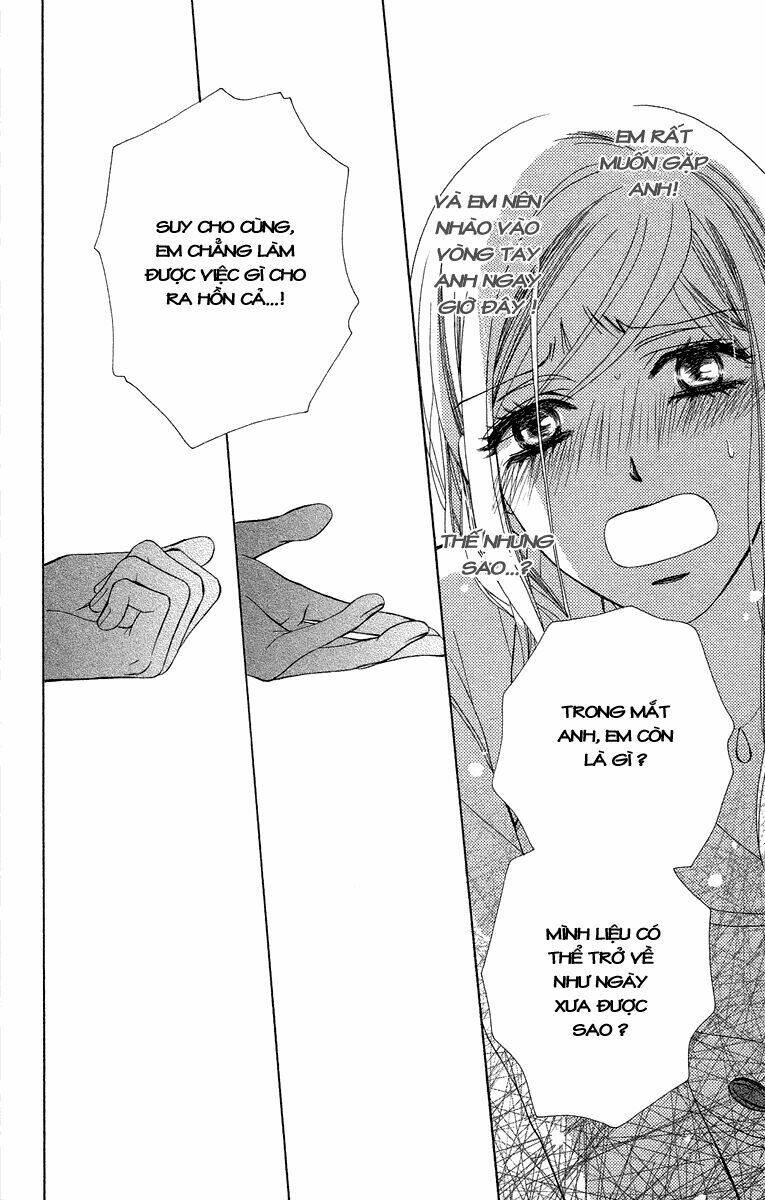 EM RẤT
MUỐN GẶP
ANH!
VÀ EM NÊN
NHÀO VÀO
VÒNG TAY
ANH NGAY
GIỜ ĐÂY !
THẾ NHƯNG
SAO...?
TRONG MẮT
ANH, EM CÒN
LÀ GÌ ?
MÌNH LIỆU CÓ
THỂ TRỞ VỀ
NHƯ NGÀY
XƯA ĐƯỢC
SAO ?
SUY CHO CÙNG,
EM CHẲNG LÀM
ĐƯỢC VIỆC GÌ CHO
RA HỒN CẢ...!